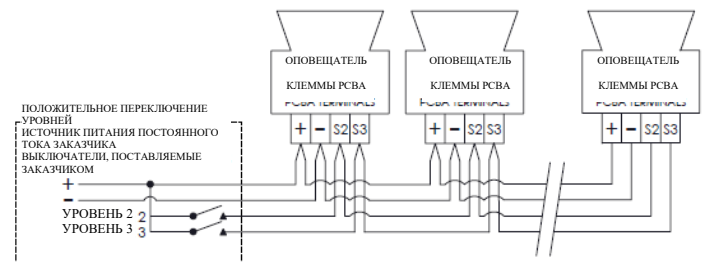 ОПОВЕЩАТЕЛЬ
КЛЕММЫ PCBA
PCBA TERMINALS
+ − S2 S3
ОПОВЕЩАТЕЛЬ
КЛЕММЫ PCBA
PCBA TERMINALS
+ − S2 S3
ОПОВЕЩАТЕЛЬ
КЛЕММЫ PCBA
PCBA TERMINALS
+ − S2 S3
ПОЛОЖИТЕЛЬНОЕ ПЕРЕКЛЮЧЕНИЕ
УРОВНЕЙ
ИСТОЧНИК ПИТАНИЯ ПОСТОЯННОГО
ТОКА ЗАКАЗЧИКА
ВЫКЛЮЧАТЕЛИ, ПОСТАВЛЯЕМЫЕ
ЗАКАЗЧИКОМ
+
−
УРОВЕНЬ 2 2
УРОВЕНЬ 3 3